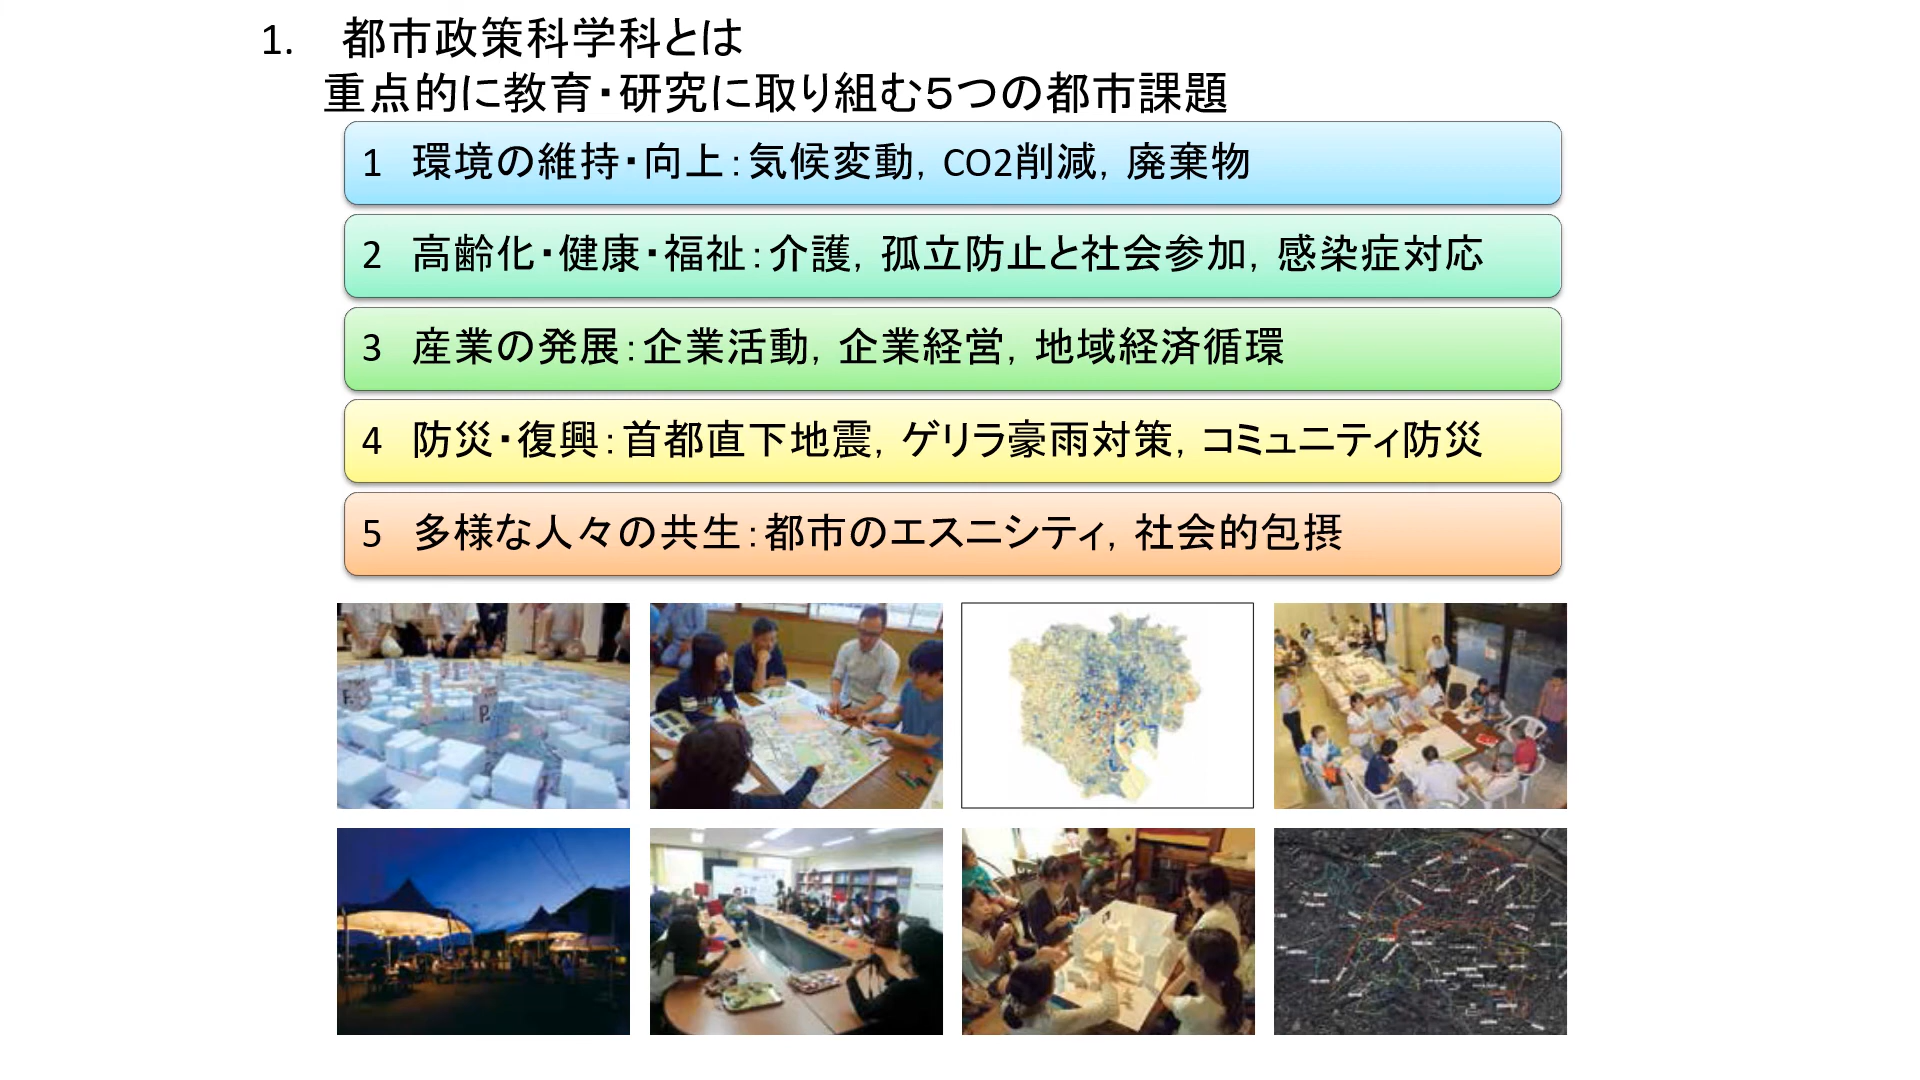 1. 都市政策科学科とは
重点的に教育・研究に取り組む５つの都市課題
1 環境の維持・向上：気候変動，CO2削減，廃棄物
2 高齢化・健康・福祉：介護，孤立防止と社会参加，感染症対応
3 産業の発展：企業活動，企業経営，地域経済循環
4 防災・復興：首都直下地震，ゲリラ豪雨対策，コミュニティ防災
5 多様な人々の共生：都市のエスニシティ，社会的包摂